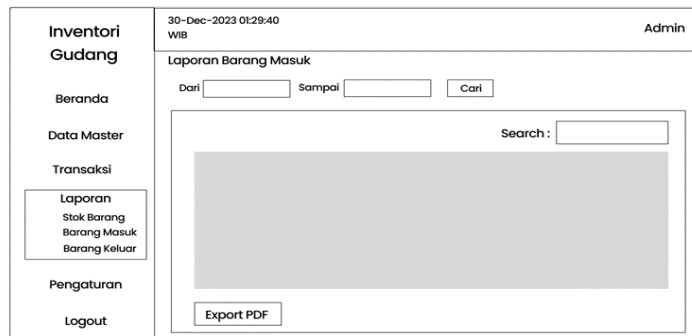 Inventori
Gudang
Beranda
Data Master
Transaksi
Laporan
Stok Barang
Barang Masuk
Barang Keluar
Pengaturan
Logout
30-Dec-2023 01:29:40
WIB
Admin
Laporan Barang Masuk
Dari Sampai Cari
Search :
Export PDF